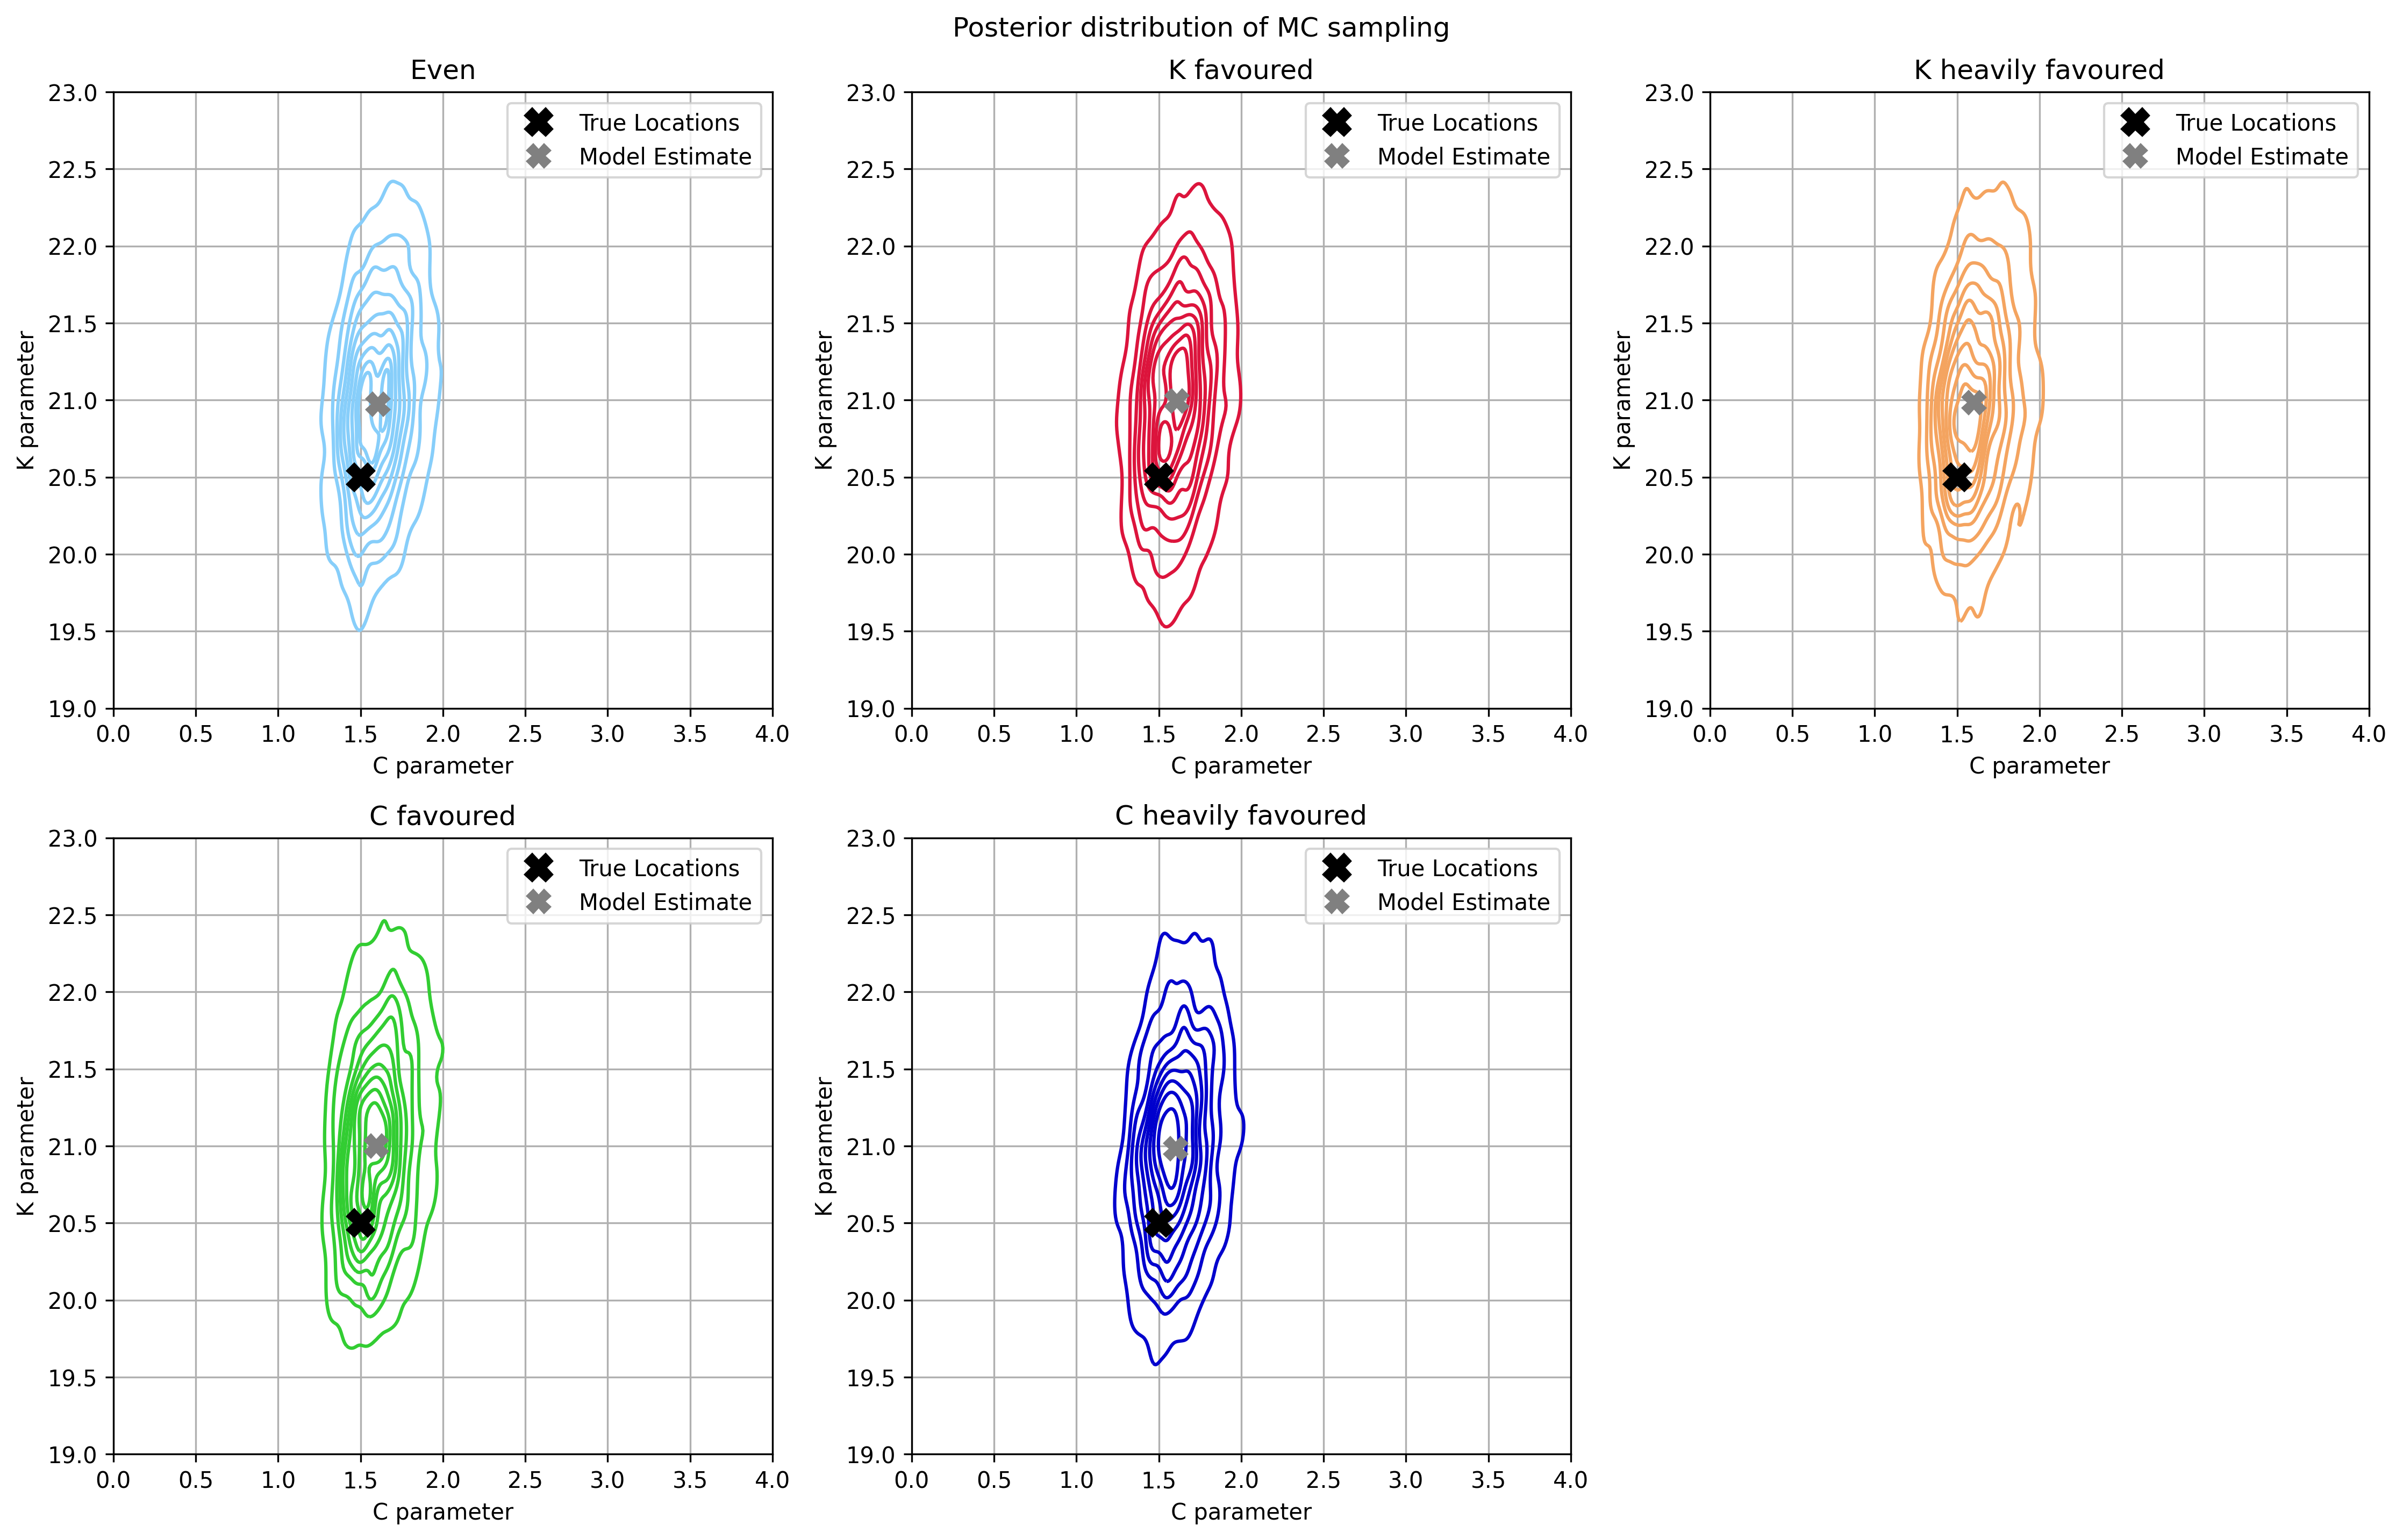 Posterior distribution of MC sampling
Even
K favoured
K heavily favoured
23.0
22.5
22.0
21.5
21.0
20.5
20.0
19.5
19.0
K parameter
True Locations
Model Estimate
0.0 0.5 1.0 1.5 2.0 2.5 3.0 3.5 4.0
C parameter
23.0
22.5
22.0
21.5
21.0
20.5
20.0
19.5
19.0
K parameter
True Locations
Model Estimate
0.0 0.5 1.0 1.5 2.0 2.5 3.0 3.5 4.0
C parameter
23.0
22.5
22.0
21.5
21.0
20.5
20.0
19.5
19.0
K parameter
True Locations
Model Estimate
0.0 0.5 1.0 1.5 2.0 2.5 3.0 3.5 4.0
C parameter
C favoured
C heavily favoured
23.0
22.5
22.0
21.5
21.0
20.5
20.0
19.5
19.0
K parameter
True Locations
Model Estimate
0.0 0.5 1.0 1.5 2.0 2.5 3.0 3.5 4.0
C parameter
23.0
22.5
22.0
21.5
21.0
20.5
20.0
19.5
19.0
K parameter
True Locations
Model Estimate
0.0 0.5 1.0 1.5 2.0 2.5 3.0 3.5 4.0
C parameter